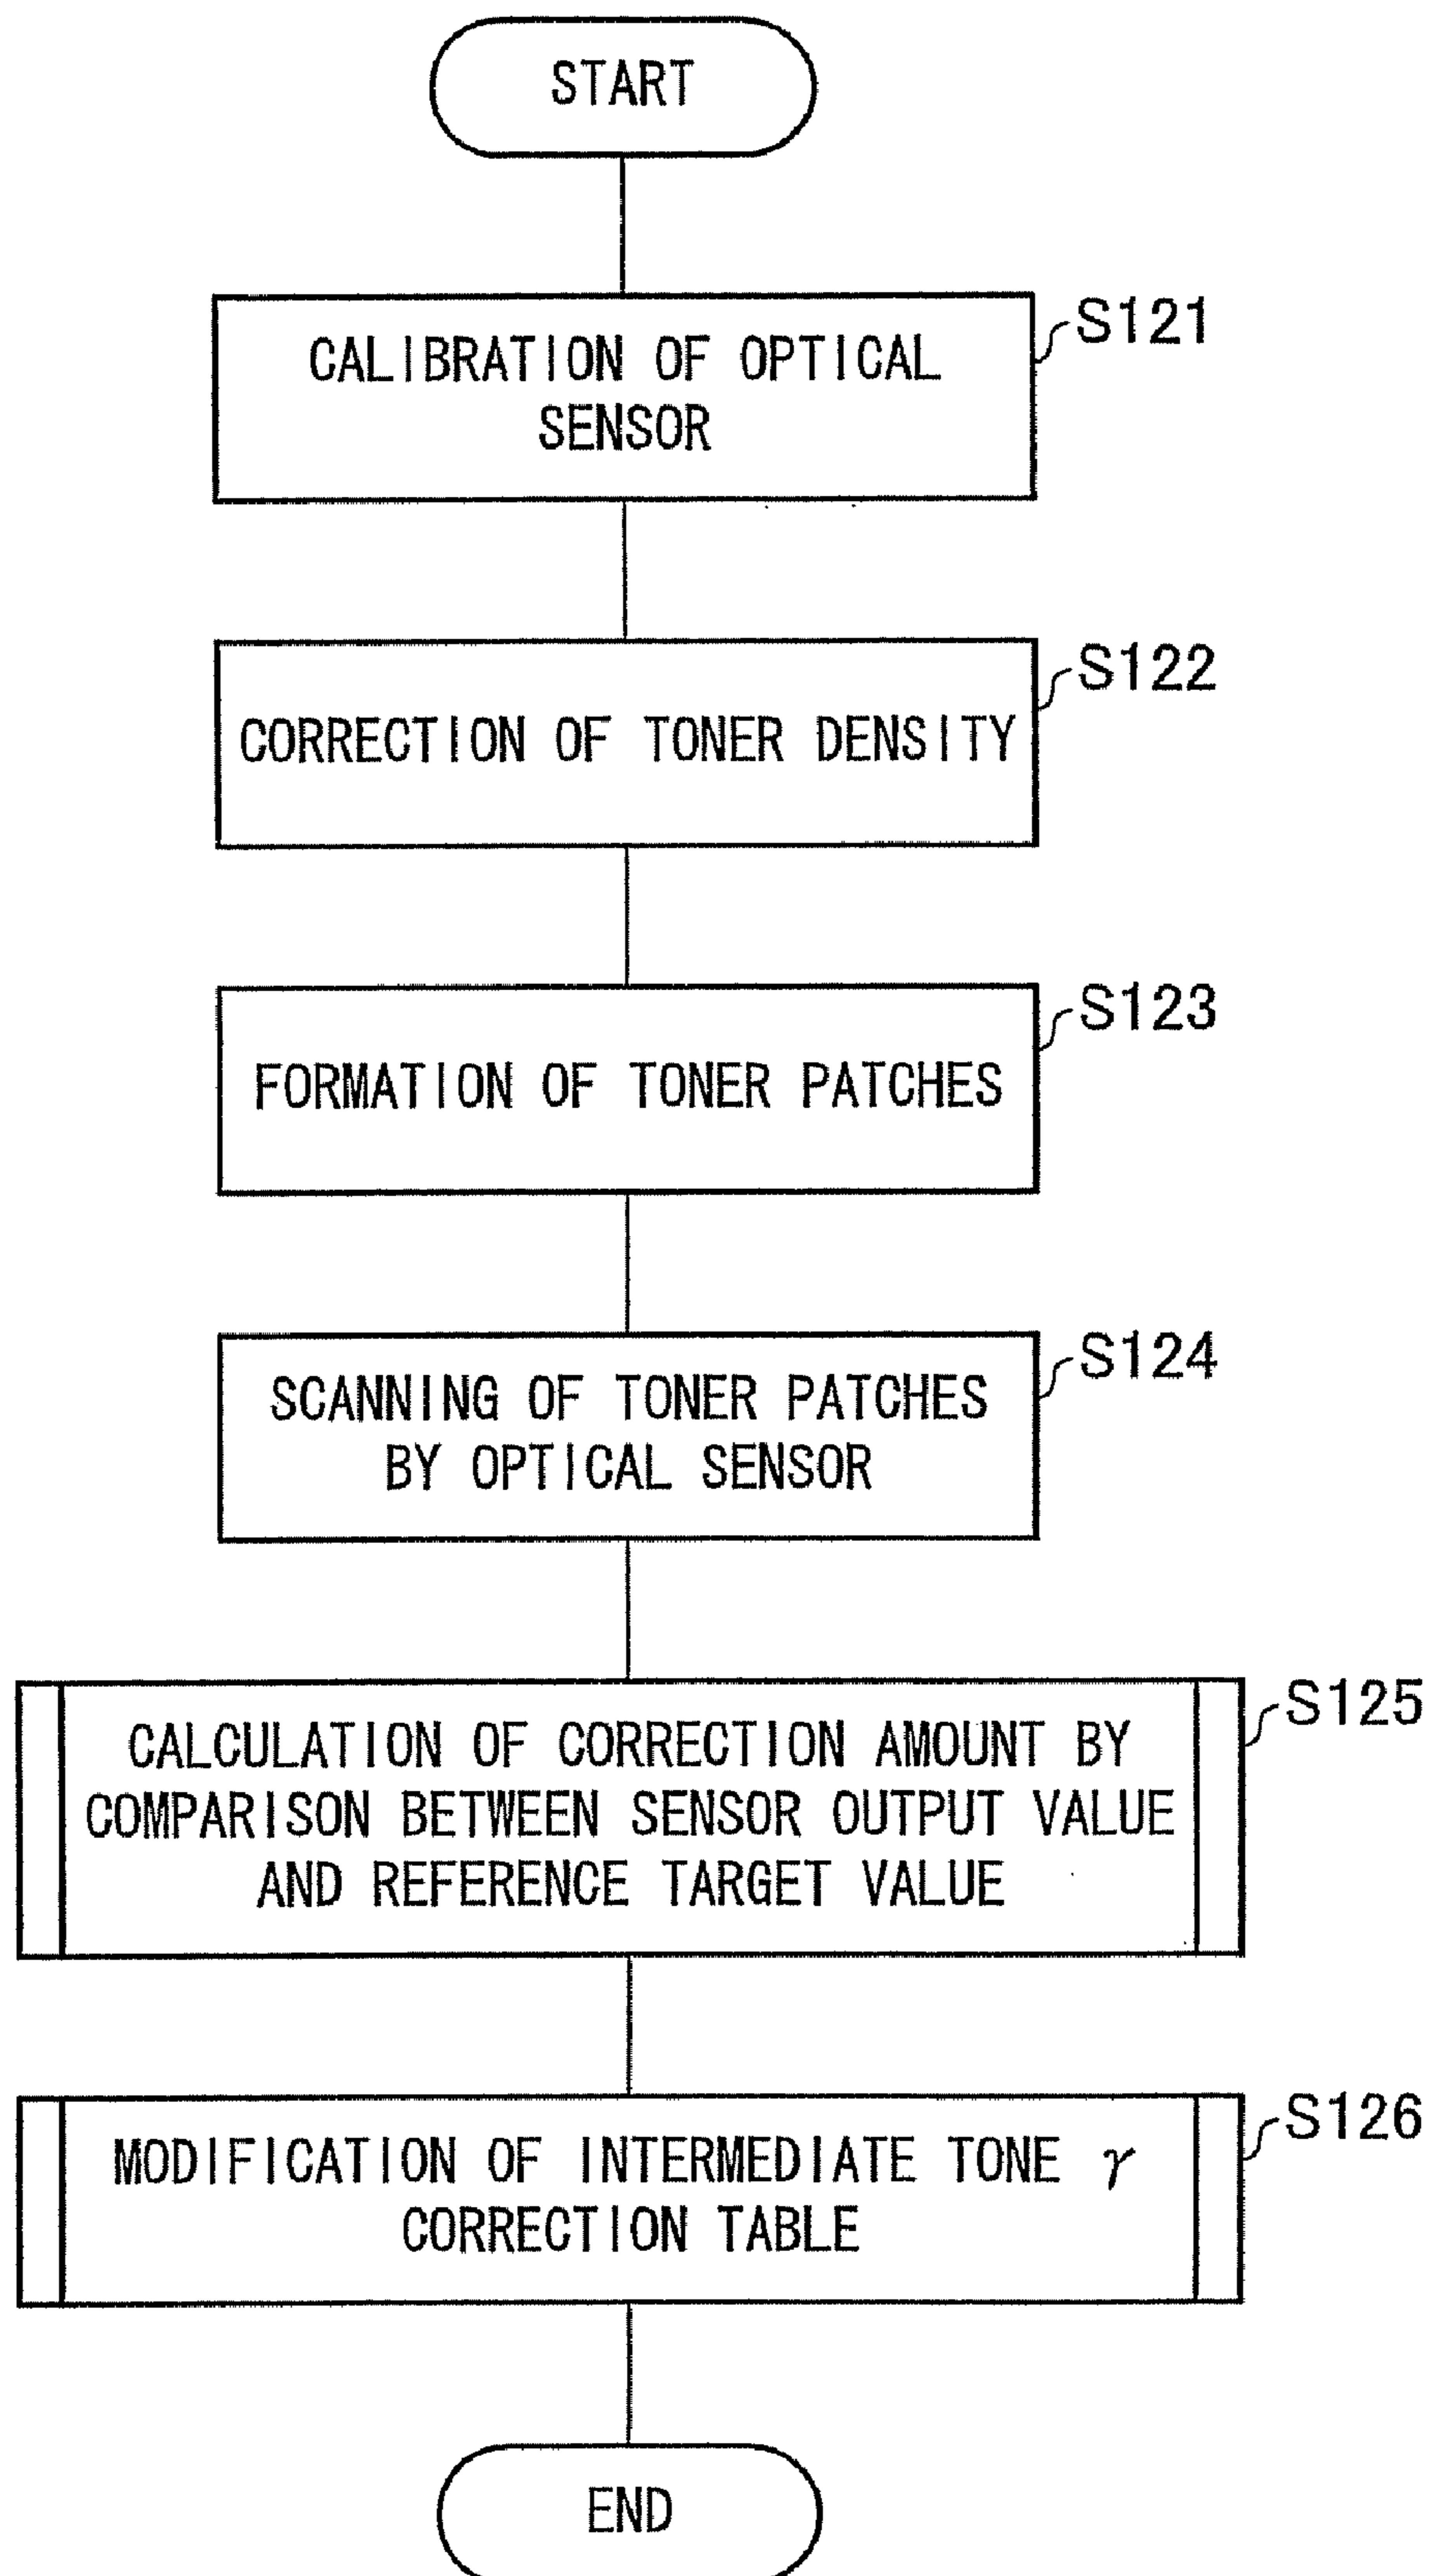 START
CALIBRATION OF OPTICAL
SENSOR
S121
CORRECTION OF TONER DENSITY
S122
FORMATION OF TONER PATCHES
S123
SCANNING OF TONER PATCHES
BY OPTICAL SENSOR
S124
CALCULATION OF CORRECTION AMOUNT BY
COMPARISON BETWEEN SENSOR OUTPUT VALUE
AND REFERENCE TARGET VALUE
S125
MODIFICATION OF INTERMEDIATE TONE γ
CORRECTION TABLE
S126
END